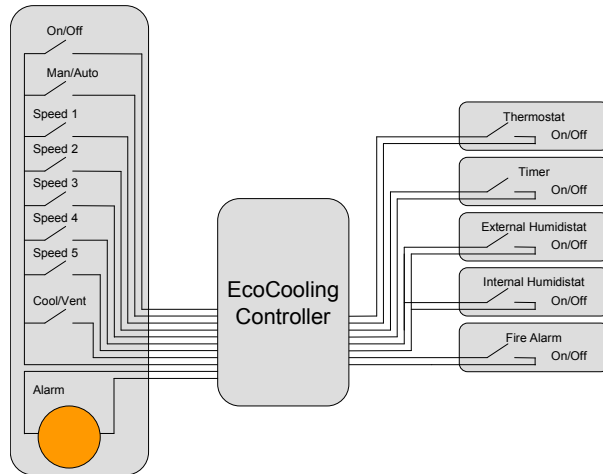 On/Off
Man/Auto
Speed 1
Speed 2
Speed 3
Speed 4
Speed 5
Cool/Vent
Alarm
EcoCooling
Controller
Thermostat
On/Off
Timer
On/Off
External Humidistat
On/Off
Internal Humidistat
On/Off
Fire Alarm
On/Off